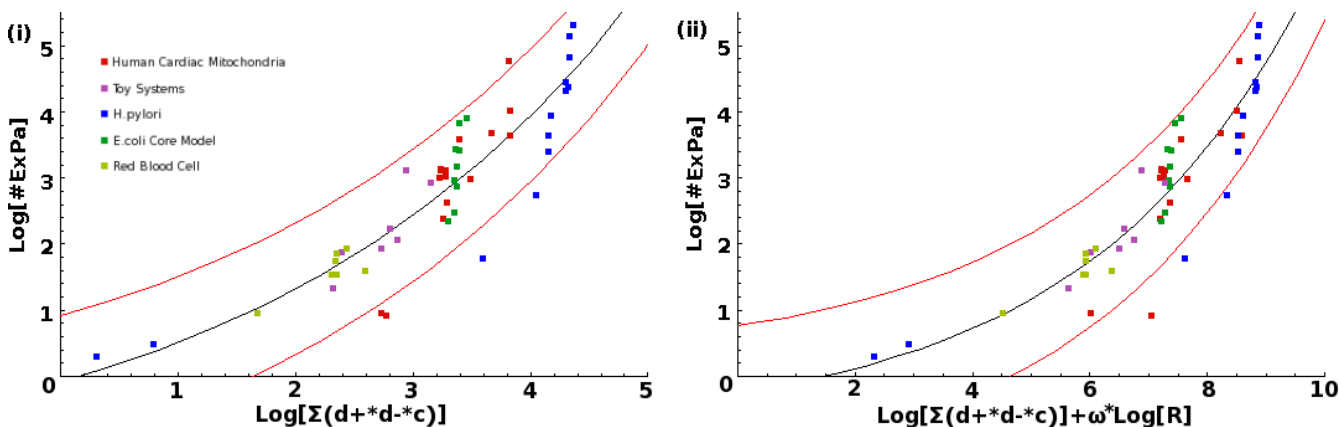 (i)
Log[#ExPa]
5
4
3
2
1
0
Human Cardiac Mitochondria
Toy Systems
H.pylori
E.coli Core Model
Red Blood Cell
1 2 3 4 5
Log[Σ(d+*d-*c)]
(ii)
Log[#ExPa]
5
4
3
2
1
0
2 4 6 8 10
Log[Σ(d+*d-*c)]+ω*Log[R]